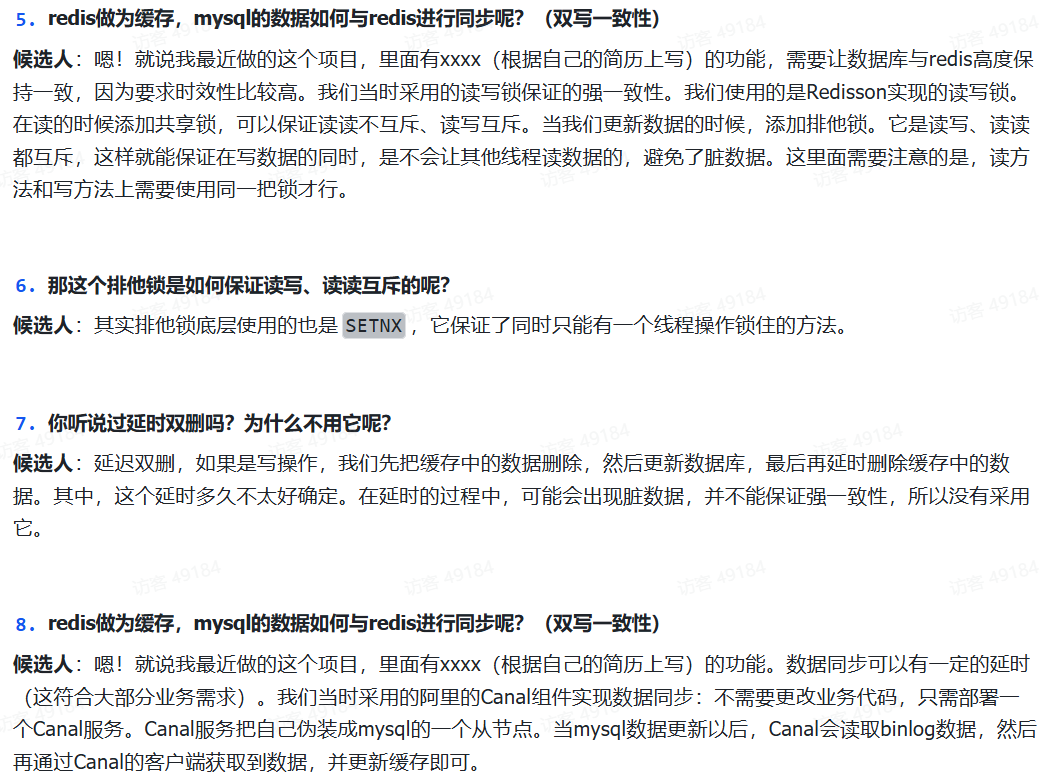 5. redis做为缓存，mysql的数据如何与redis进行同步呢？（双写一致性）
候选人：嗯！就说我最近做的这个项目，里面有xxxx（根据自己的简历上写）的功能，需要让数据库与redis高度保
持一致，因为要求时效性比较高。我们当时采用的读写锁保证的强一致性。我们使用的是Redisson实现的读写锁。
在读的时候添加共享锁，可以保证读读不互斥、读写互斥。当我们更新数据的时候，添加排他锁。它是读写、读读
都互斥，这样就能保证在写数据的同时，是不会让其他线程读数据的，避免了脏数据。这里面需要注意的是，读方
法和写方法上需要使用同一把锁才行。
6. 那这个排他锁是如何保证读写、读读互斥的呢？
候选人：其实排他锁底层使用的也是 SETNX ，它保证了同时只能有一个线程操作锁住的方法。
7. 你听说过延时双删吗？为什么不用它呢？
候选人：延迟双删，如果是写操作，我们先把缓存中的数据删除，然后更新数据库，最后再延时删除缓存中的数
据。其中，这个延时多久不太好确定。在延时的过程中，可能会出现脏数据，并不能保证强一致性，所以没有采用
它。
8. redis做为缓存，mysql的数据如何与redis进行同步呢？（双写一致性）
候选人：嗯！就说我最近做的这个项目，里面有xxxx（根据自己的简历上写）的功能。数据同步可以有一定的延时
（这符合大部分业务需求）。我们当时采用的阿里的Canal组件实现数据同步：不需要更改业务代码，只需部署一
个Canal服务。Canal服务把自己伪装成mysql的一个从节点。当mysql数据更新以后，Canal会读取binlog数据，然后
再通过Canal的客户端获取到数据，并更新缓存即可。
访客 49184